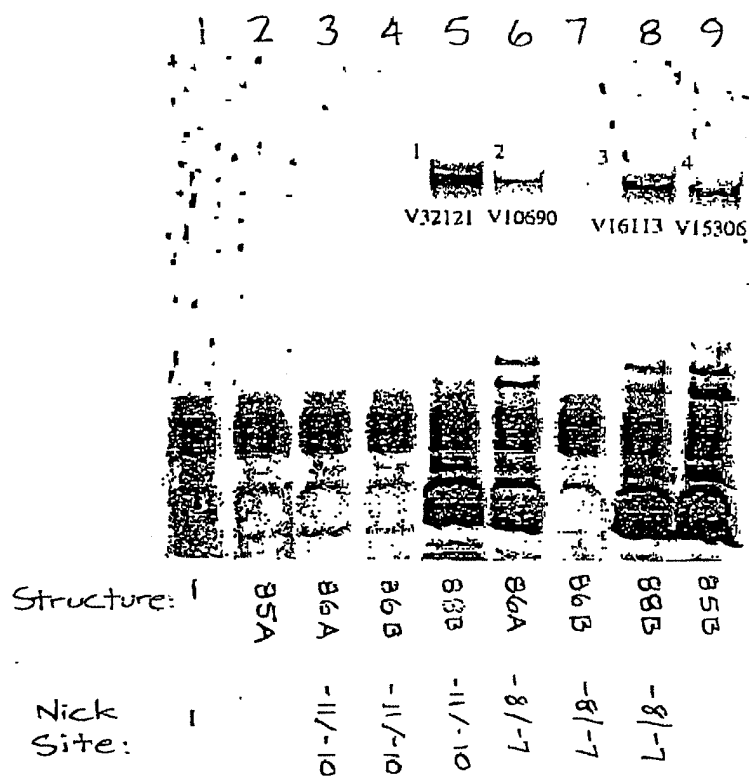 1 2 3 4 5 6 7 8 9
1 2 3 4
V32121 V10690 V16113 V15306
Structure: 1 85A 86A 86B 88B 86A 86B 88B 85B
Nick Site: 1 -11/-10 -11/-10 -11/-10 -8/-7 -8/-7 -8/-7